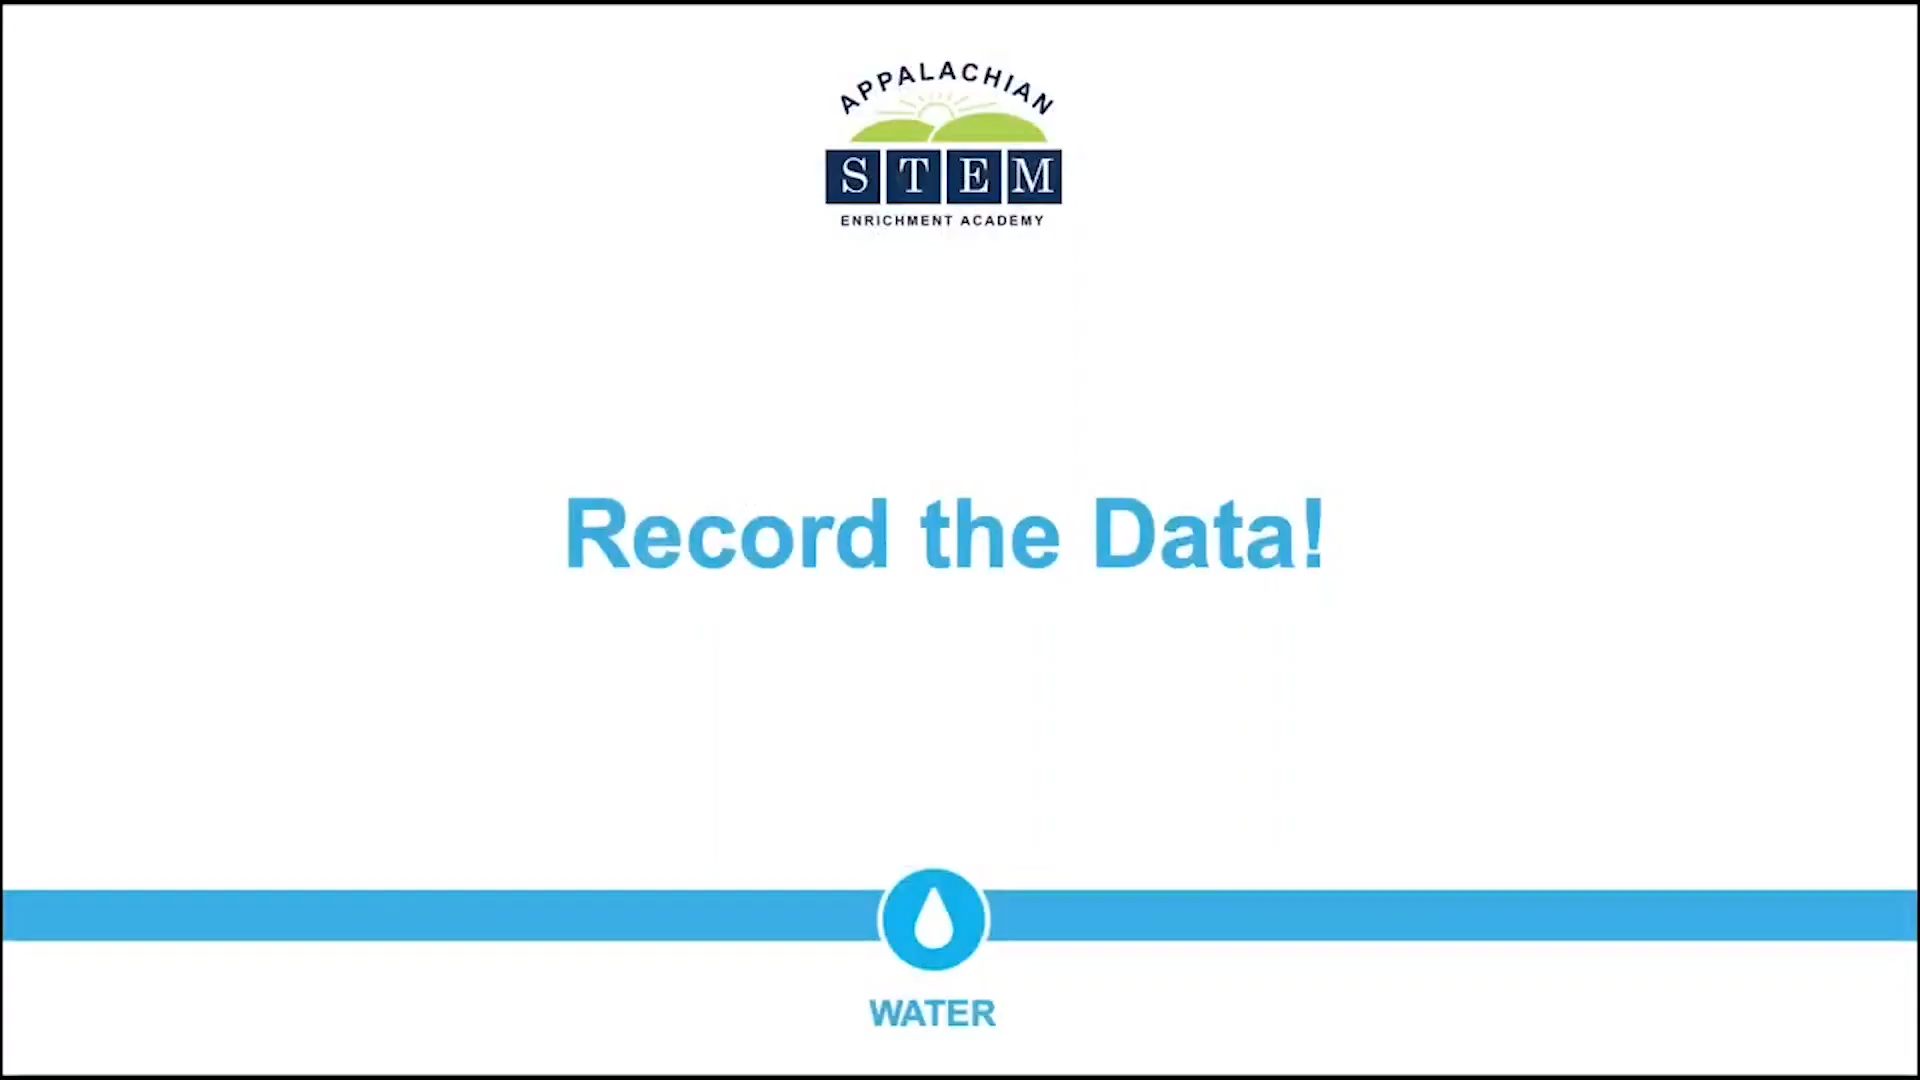 APPALACHIAN
STEM
ENRICHMENT ACADEMY
Record the Data!
WATER